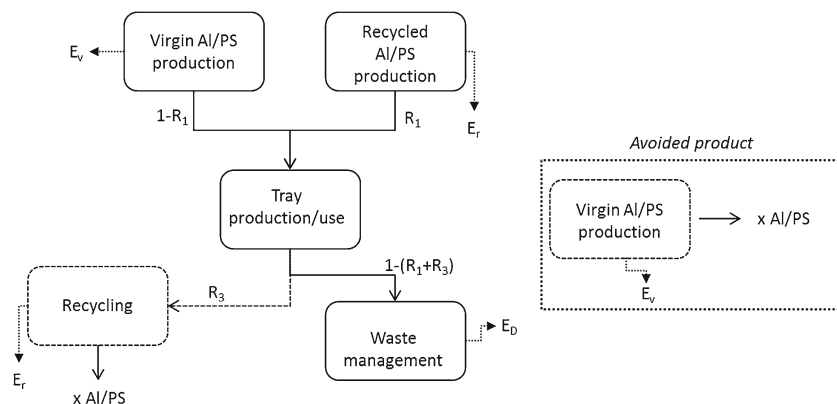 Virgin Al/PS
production
Recycled
Al/PS
production
Ev
Er
1-R1
R1
Tray
production/use
Avoided product
Virgin Al/PS
production
x Al/PS
Ev
1-(R1+R3)
R3
Recycling
Waste
management
ED
Er
x Al/PS